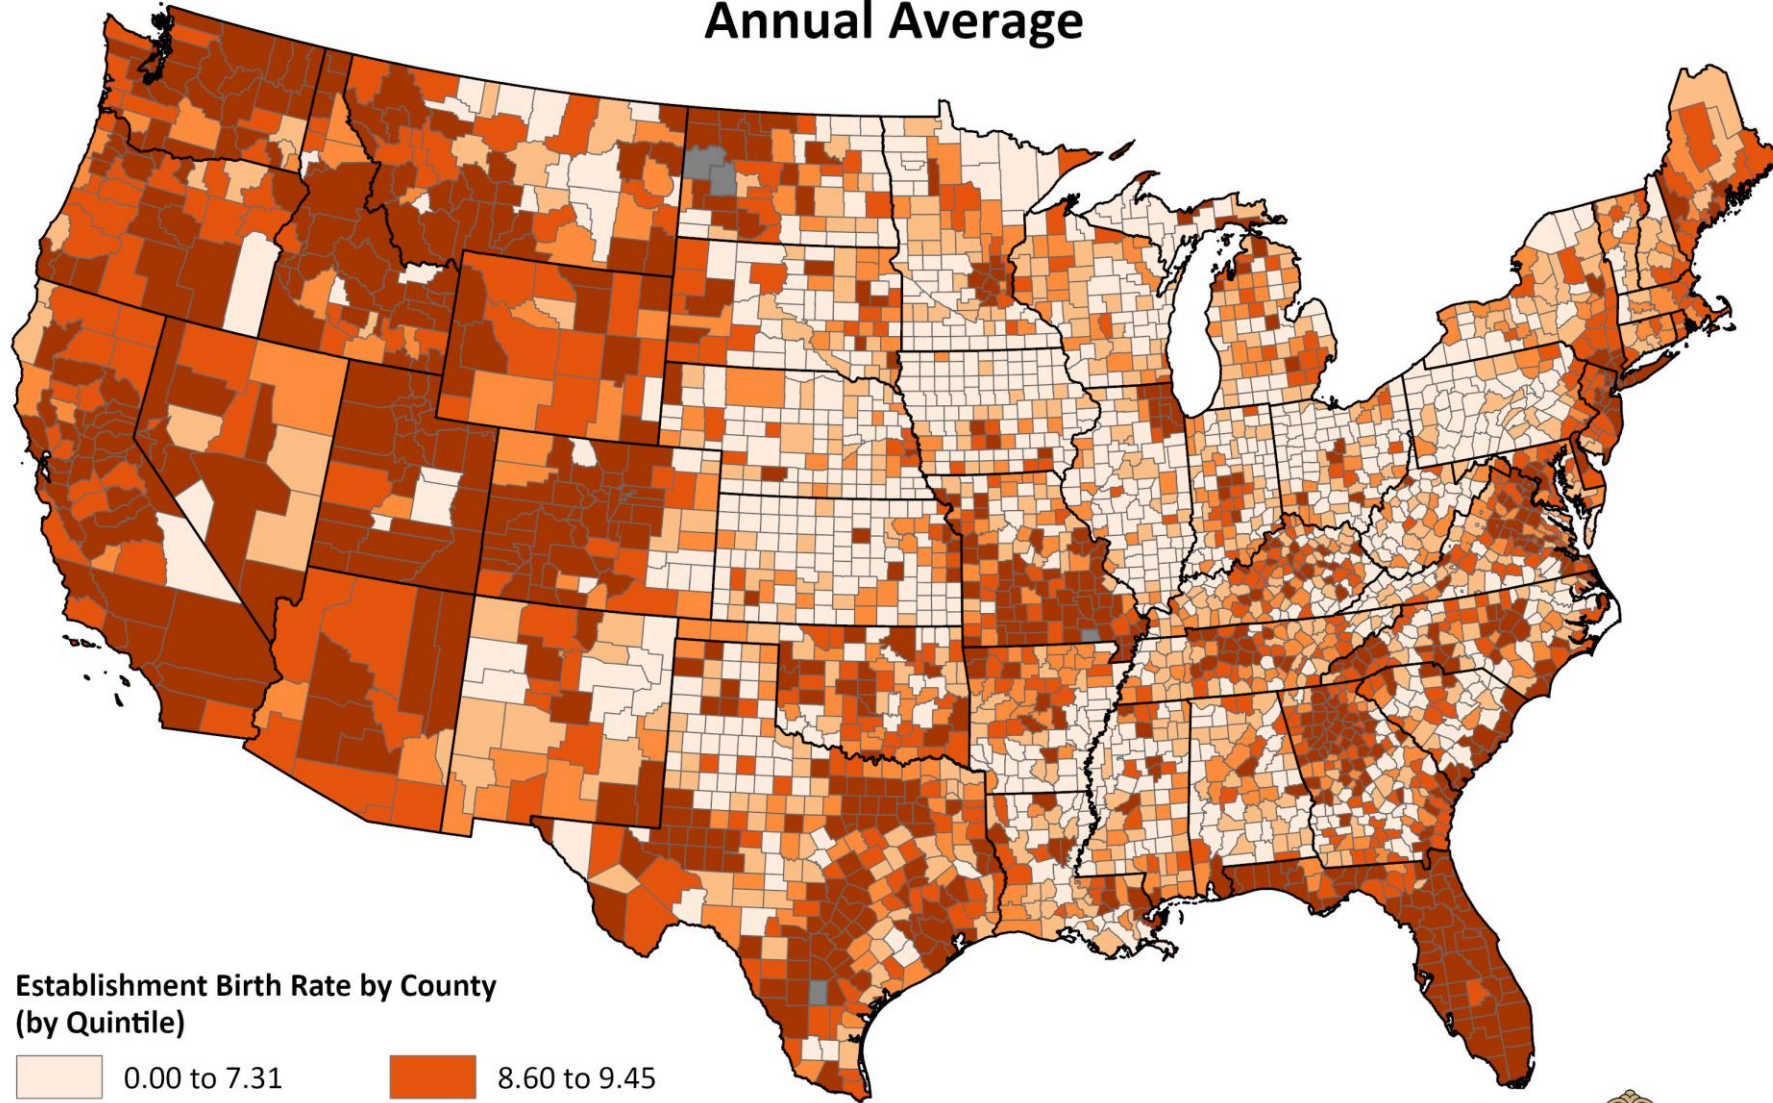 Annual Average
Establishment Birth Rate by County
(by Quintile)
0.00 to 7.31
8.60 to 9.45